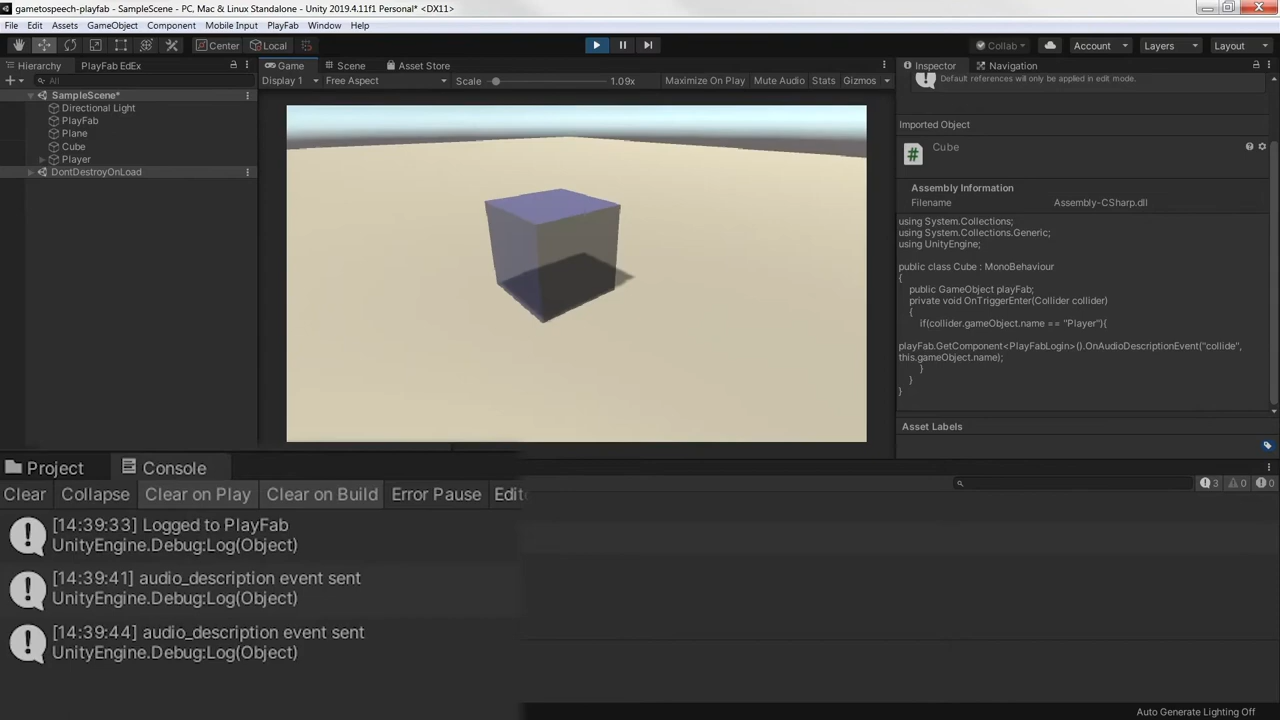 gametospeech-playfab - SampleScene - PC, Mac & Linux Standalone - Unity 2019.4.11f1 Personal* <DX11>
File Edit Assets GameObject Component Mobile Input PlayFab Window Help
Center Local Collab Account Layers Layout
Hierarchy PlayFab EdEx Game Scene Asset Store Inspector Navigation
All Display 1 Free Aspect Scale 1.09x Maximize On Play Mute Audio Stats Gizmos
Default references will only be applied in edit mode.
SampleScene*
Directional Light
PlayFab
Plane
Cube
Player
DontDestroyOnLoad
Imported Object
# Cube
Assembly Information
Filename Assembly-CSharp.dll
using System.Collections;
using System.Collections.Generic;
using UnityEngine;
public class Cube : MonoBehaviour
{
public GameObject playFab;
private void OnTriggerEnter(Collider collider)
{
if(collider.gameObject.name == "Player"){
playFab.GetComponent<PlayFabLogin>().OnAudioDescriptionEvent("collide",
this.gameObject.name);
}
}
}
Asset Labels
Project Console
Clear Collapse Clear on Play Clear on Build Error Pause Edit
3 0 0
[14:39:33] Logged to PlayFab
UnityEngine.Debug:Log(Object)
[14:39:41] audio_description event sent
UnityEngine.Debug:Log(Object)
[14:39:44] audio_description event sent
UnityEngine.Debug:Log(Object)
Auto Generate Lighting Off